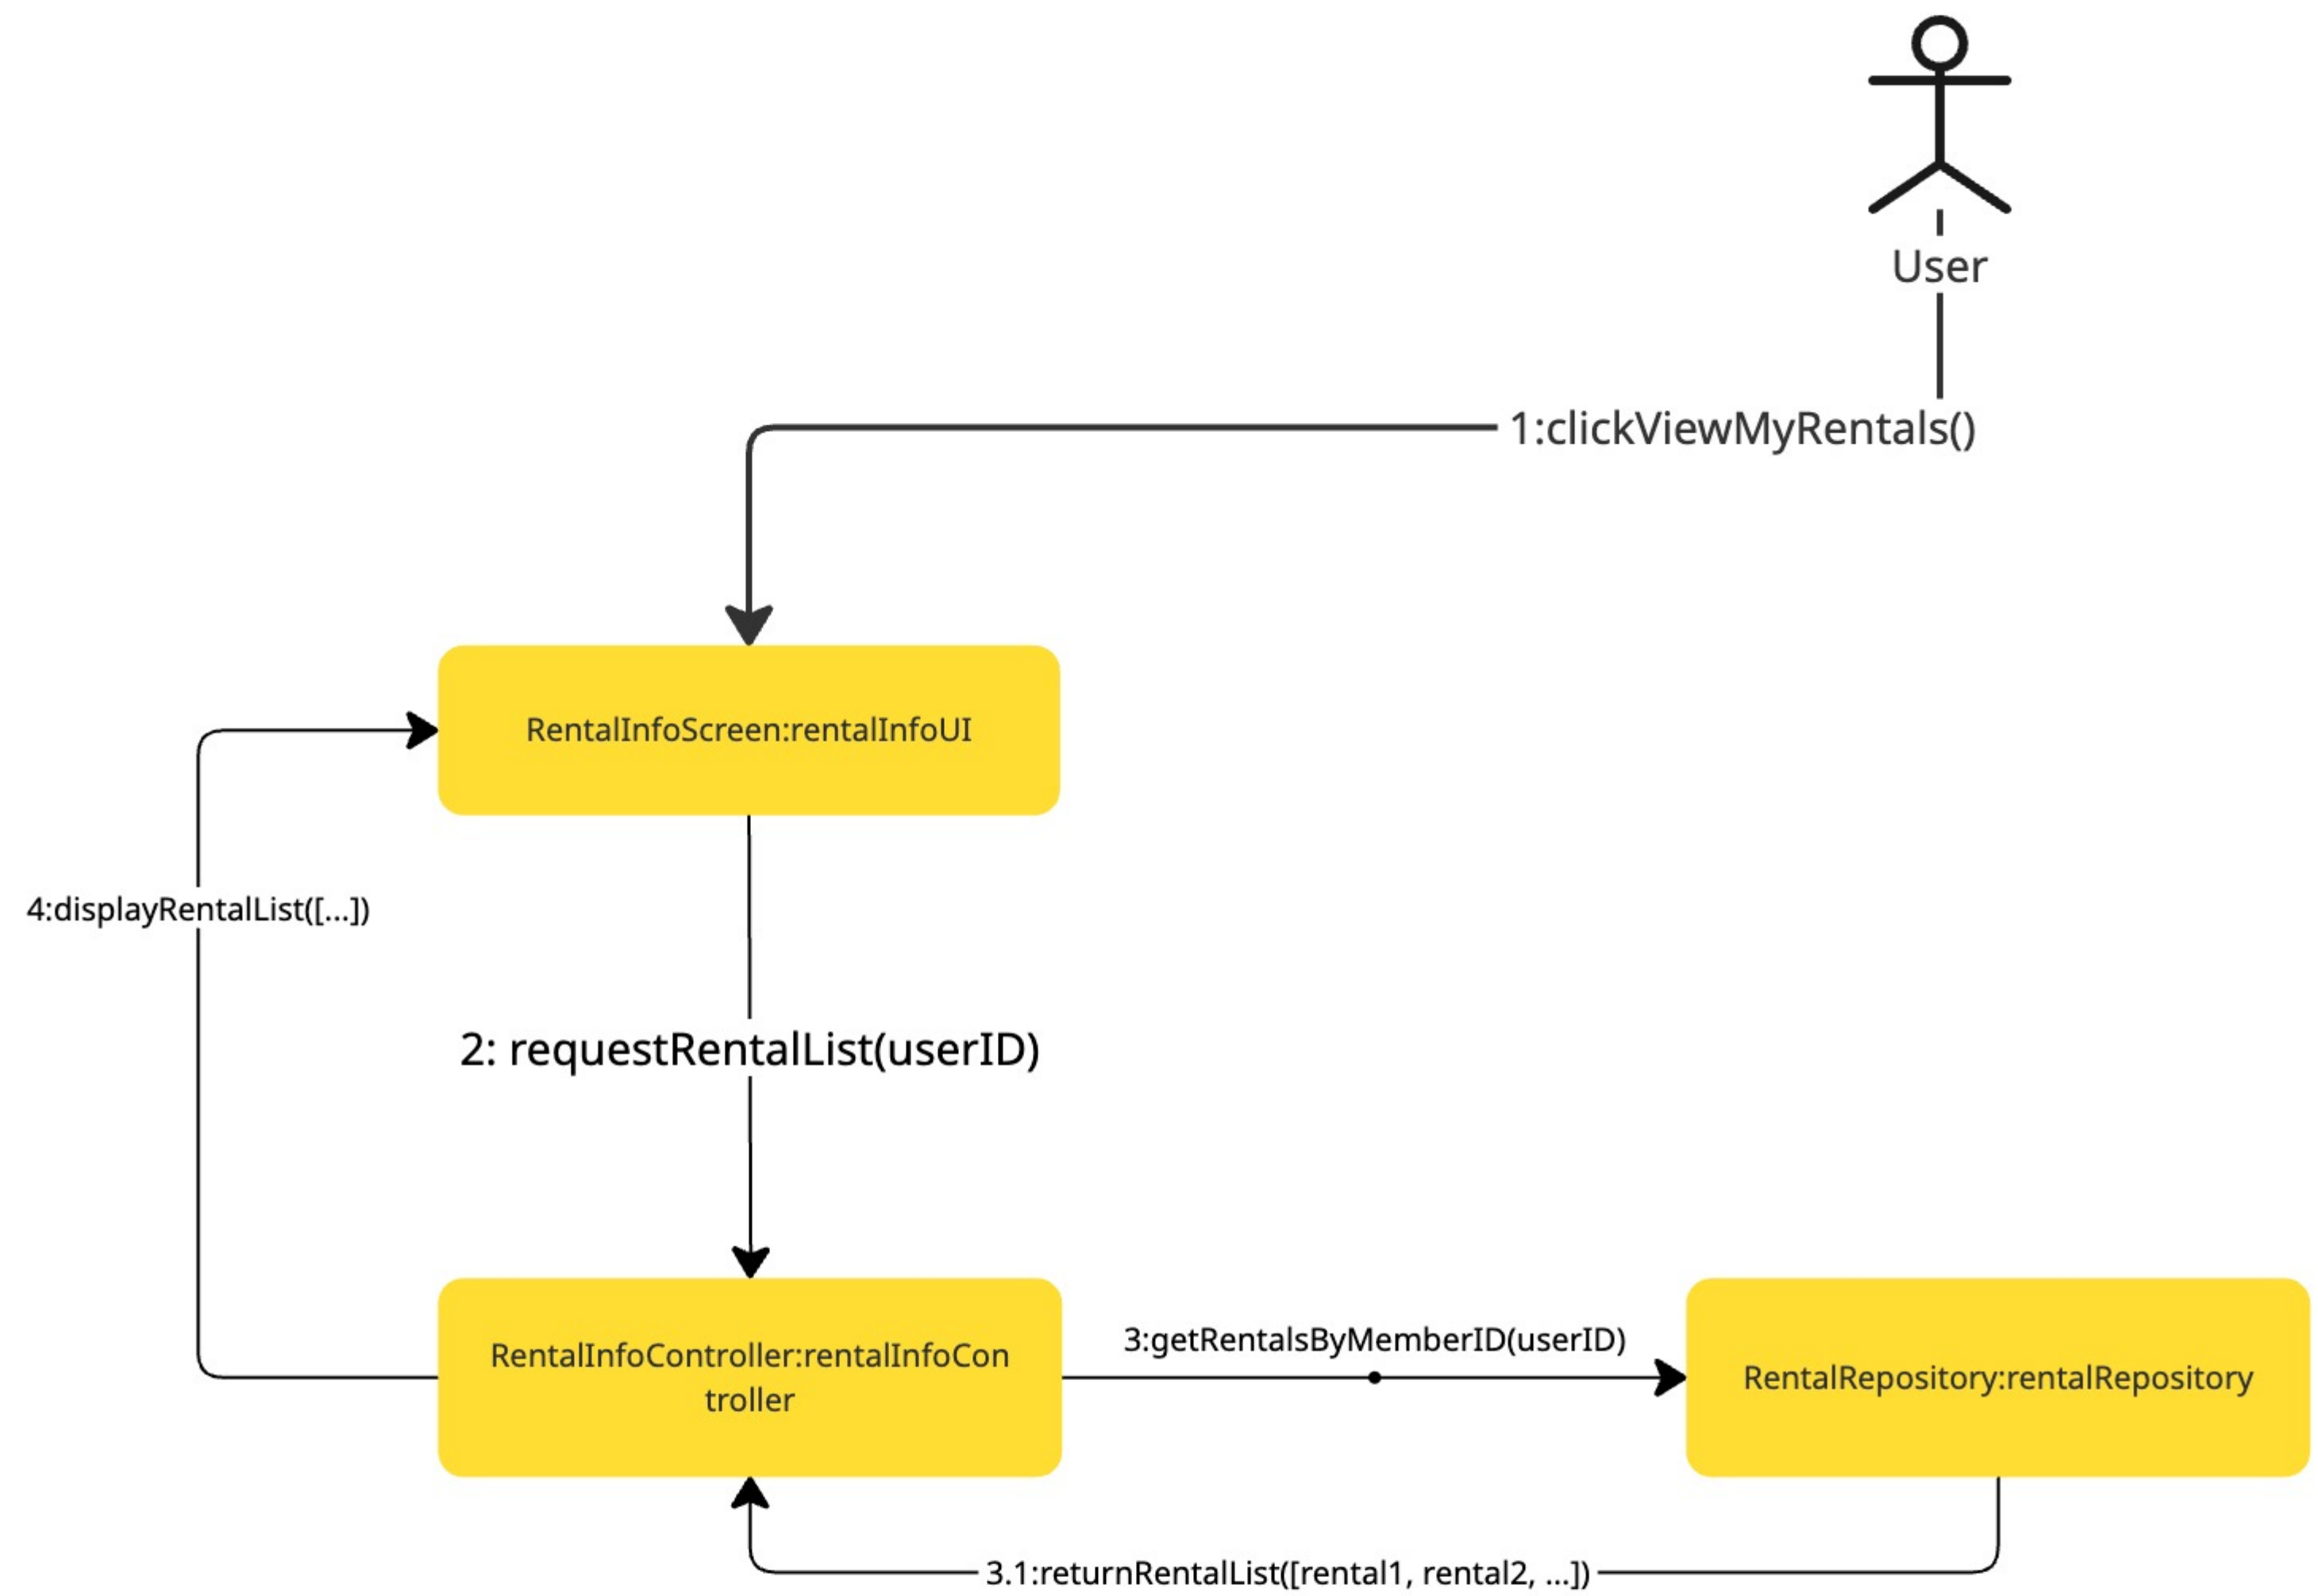 User
1:clickViewMyRentals()
RentalInfoScreen:rentalInfoUI
4:displayRentalList([...])
2: requestRentalList(userID)
3:getRentalsByMemberID(userID)
RentalInfoController:rentalInfoCon
troller
RentalRepository:rentalRepository
3.1:returnRentalList([rental1, rental2, ...])